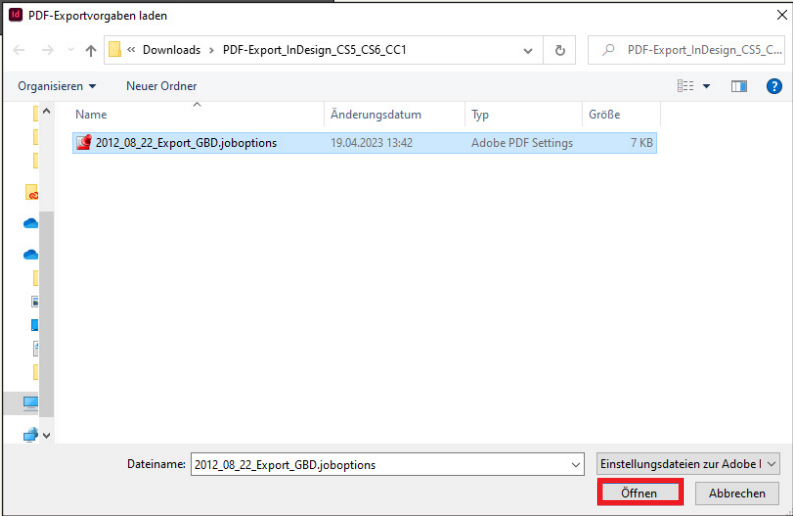 Id PDF-Exportvorgaben laden
« Downloads › PDF-Export_InDesign_CS5_CS6_CC1
PDF-Export_InDesign_CS5_C...
Organisieren Neuer Ordner
Name Änderungsdatum Typ Größe
2012_08_22_Export_GBD.joboptions 19.04.2023 13:42 Adobe PDF Settings 7 KB
Dateiname: 2012_08_22_Export_GBD.joboptions Einstellungsdateien zur Adobe
Öffnen Abbrechen